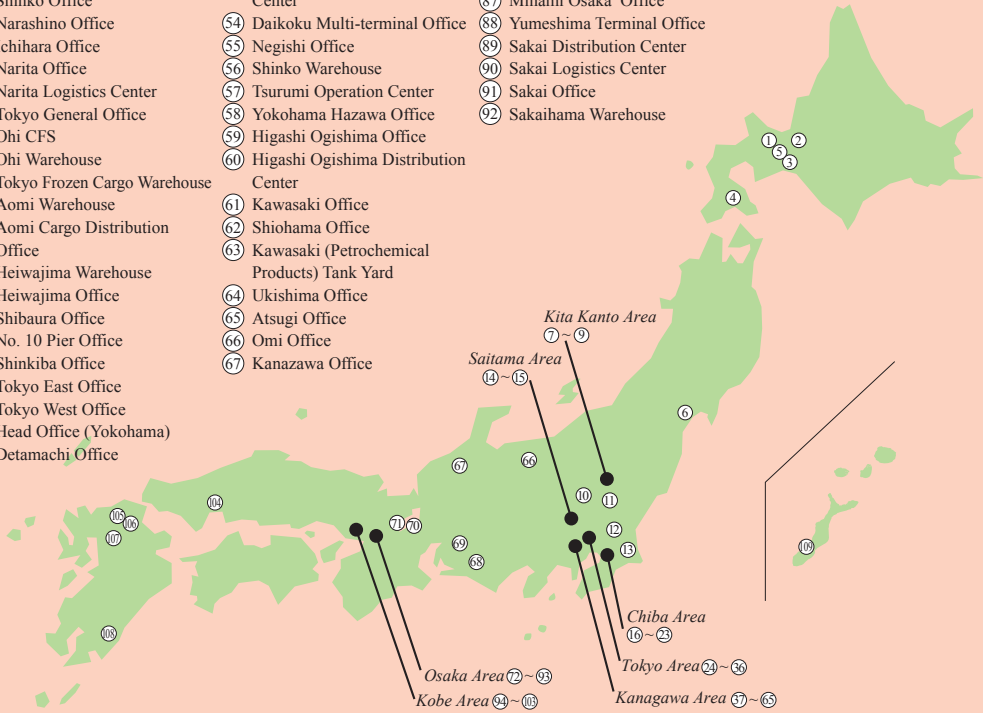 Shinko Office
Narashino Office
Ichihara Office
Narita Office
Narita Logistics Center
Tokyo General Office
Ohi CFS
Ohi Warehouse
Tokyo Frozen Cargo Warehouse
Aomi Warehouse
Aomi Cargo Distribution
Office
Heiwajima Warehouse
Heiwajima Office
Shibaura Office
No. 10 Pier Office
Shinkiba Office
Tokyo East Office
Tokyo West Office
Head Office (Yokohama)
Detamachi Office
Center
54 Daikoku Multi-terminal Office
55 Negishi Office
56 Shinko Warehouse
57 Tsurumi Operation Center
58 Yokohama Hazawa Office
59 Higashi Ogishima Office
60 Higashi Ogishima Distribution
Center
61 Kawasaki Office
62 Shiohama Office
63 Kawasaki (Petrochemical
Products) Tank Yard
64 Ukishima Office
65 Atsugi Office
66 Omi Office
67 Kanazawa Office
87 Minami Osaka Office
88 Yumeshima Terminal Office
89 Sakai Distribution Center
90 Sakai Logistics Center
91 Sakai Office
92 Sakaihama Warehouse
1
2
5
3
4
Kita Kanto Area
7~9
Saitama Area
14~15
6
67
66
10
11
104
105
106
107
71
70
12
69
13
68
109
108
Chiba Area
16~23
Tokyo Area 24~36
Osaka Area 72~93
Kobe Area 94~103
Kanagawa Area 37~65